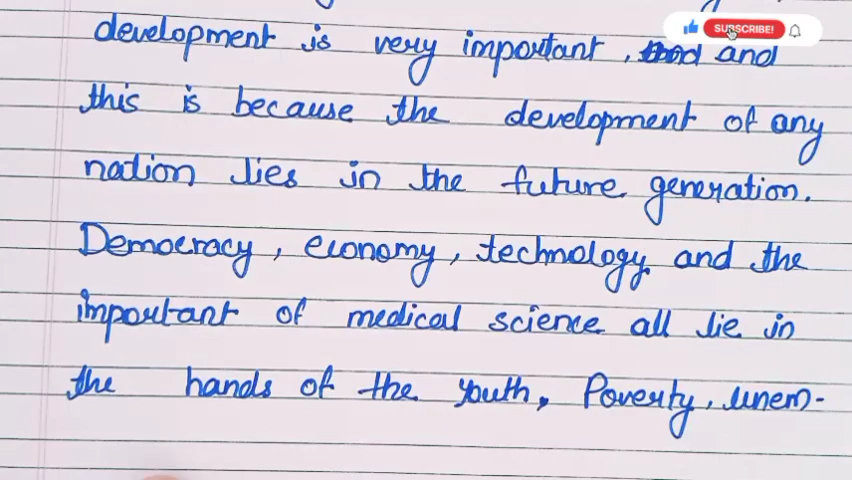 SUBSCRIBE!
development is very important, and
this is because the development of any
nation lies in the future generation.
Democracy, economy, technology and the
important of medical science all lie in
the hands of the youth. Poverty, unem-